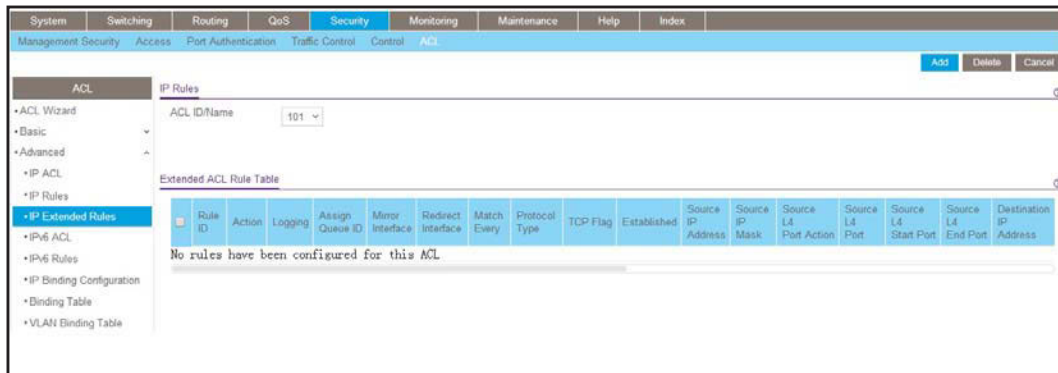 System Switching Routing QoS Security Monitoring Maintenance Help Index
Management Security Access Port Authentication Traffic Control Control ACL
Add Delete Cancel
ACL
• ACL Wizard
• Basic
• Advanced
• IP ACL
• IP Rules
• IP Extended Rules
• IPv6 ACL
• IPv6 Rules
• IP Binding Configuration
• Binding Table
• VLAN Binding Table
IP Rules
ACL ID/Name 101
Extended ACL Rule Table
Rule ID
Action
Logging
Assign Queue ID
Mirror Interface
Redirect Interface
Match Every
Protocol Type
TCP Flag
Established
Source IP Address
Source IP Mask
Source L4 Port Action
Source L4 Port
Source L4 Start Port
Source L4 End Port
Destination IP Address
No rules have been configured for this ACL